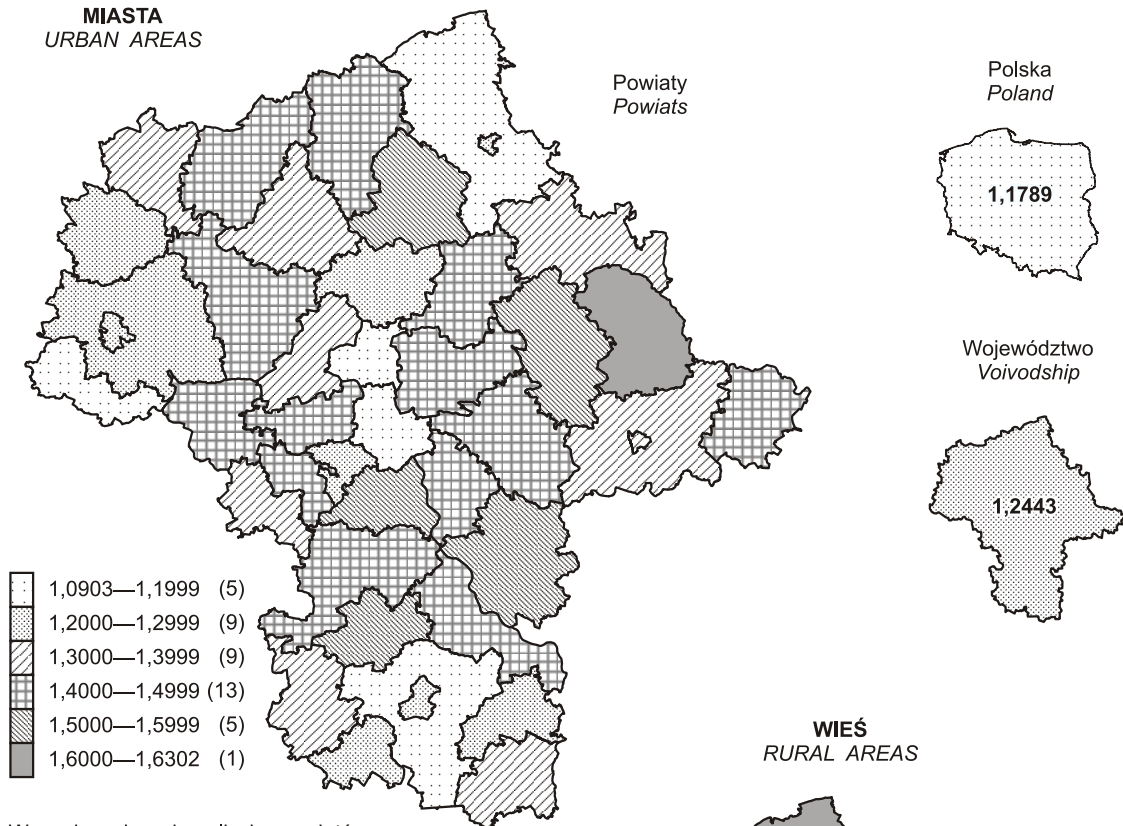 MIASTA
URBAN AREAS
Powiaty
Powiats
Polska
Poland
1,1789
Województwo
Voivodship
1,2443
1,0903—1,1999 (5)
1,2000—1,2999 (9)
1,3000—1,3999 (9)
1,4000—1,4999 (13)
1,5000—1,5999 (5)
1,6000—1,6302 (1)
WIEŚ
RURAL AREAS